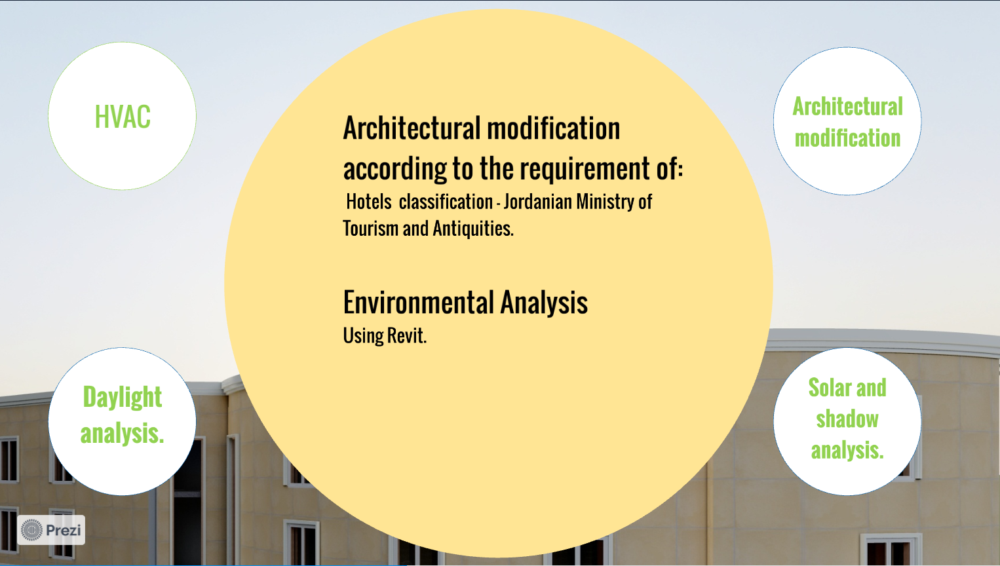 HVAC
Architectural
modification
Architectural modification
according to the requirement of:
Hotels classification - Jordanian Ministry of
Tourism and Antiquities.
Environmental Analysis
Using Revit.
Daylight
analysis.
Solar and
shadow
analysis.
Prezi